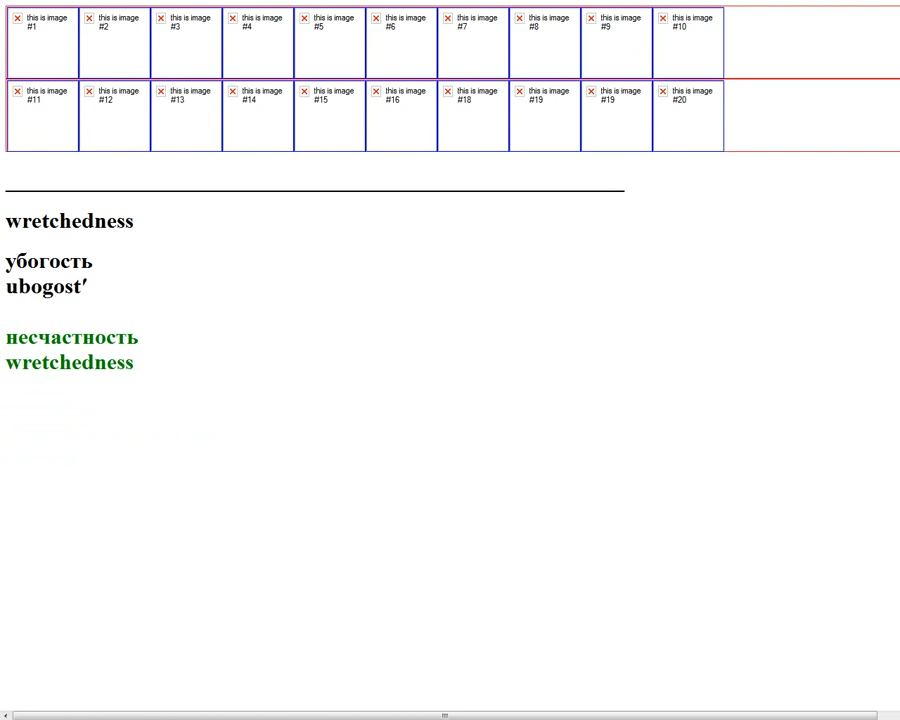 this is image this is image this is image this is image this is image this is image this is image this is image this is image this is image
#1 #2 #3 #4 #5 #6 #7 #8 #9 #10
this is image this is image this is image this is image this is image this is image this is image this is image this is image this is image
#11 #12 #13 #14 #15 #16 #18 #19 #19 #20
wretchedness
убогость
ubogostʹ
несчастность
wretchedness